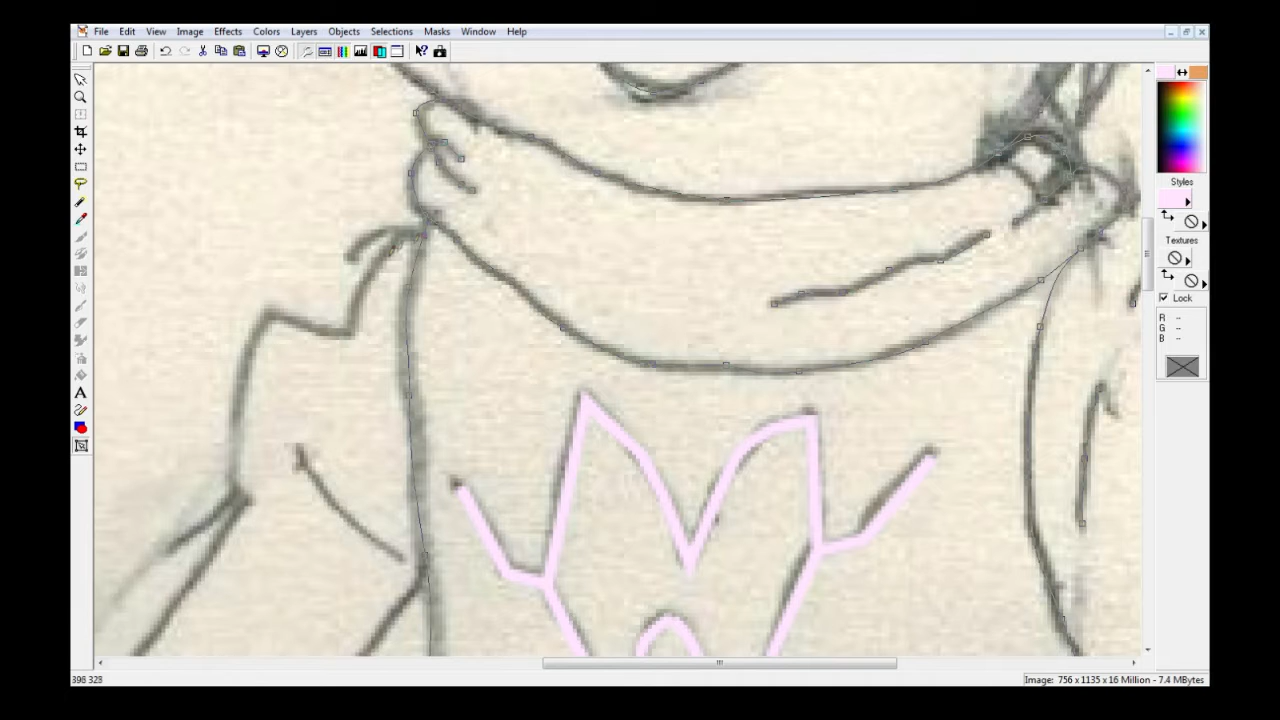 File Edit View Image Effects Colors Layers Objects Selections Masks Window Help
Styles
Textures
Lock
R --
G --
B --
398 323
Image: 756 x 1135 x 16 Million - 7.4 MBytes